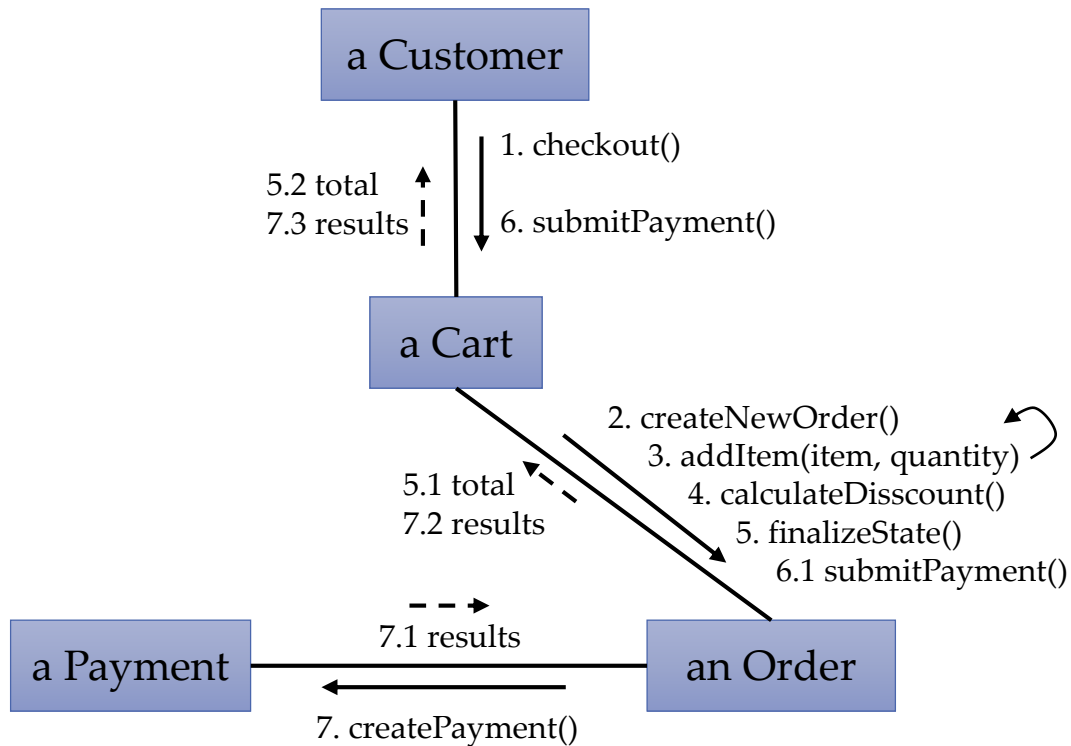 a Customer
1. checkout()
5.2 total
7.3 results
6. submitPayment()
a Cart
2. createNewOrder()
3. addItem(item, quantity)
4. calculateDisscount()
5. finalizeState()
6.1 submitPayment()
5.1 total
7.2 results
a Payment
7.1 results
an Order
7. createPayment()